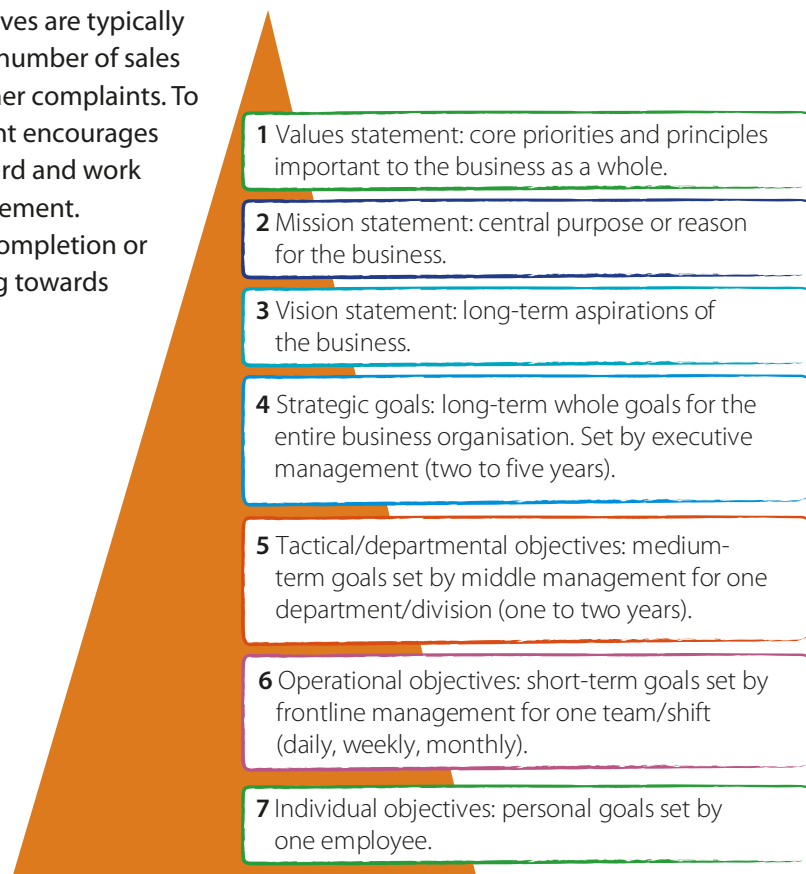 ves are typically
number of sales
er complaints. To
nt encourages
rd and work
ement.
ompletion or
g towards
1 Values statement: core priorities and principles
important to the business as a whole.
2 Mission statement: central purpose or reason
for the business.
3 Vision statement: long-term aspirations of
the business.
4 Strategic goals: long-term whole goals for the
entire business organisation. Set by executive
management (two to five years).
5 Tactical/departmental objectives: medium-
term goals set by middle management for one
department/division (one to two years).
6 Operational objectives: short-term goals set by
frontline management for one team/shift
(daily, weekly, monthly).
7 Individual objectives: personal goals set by
one employee.